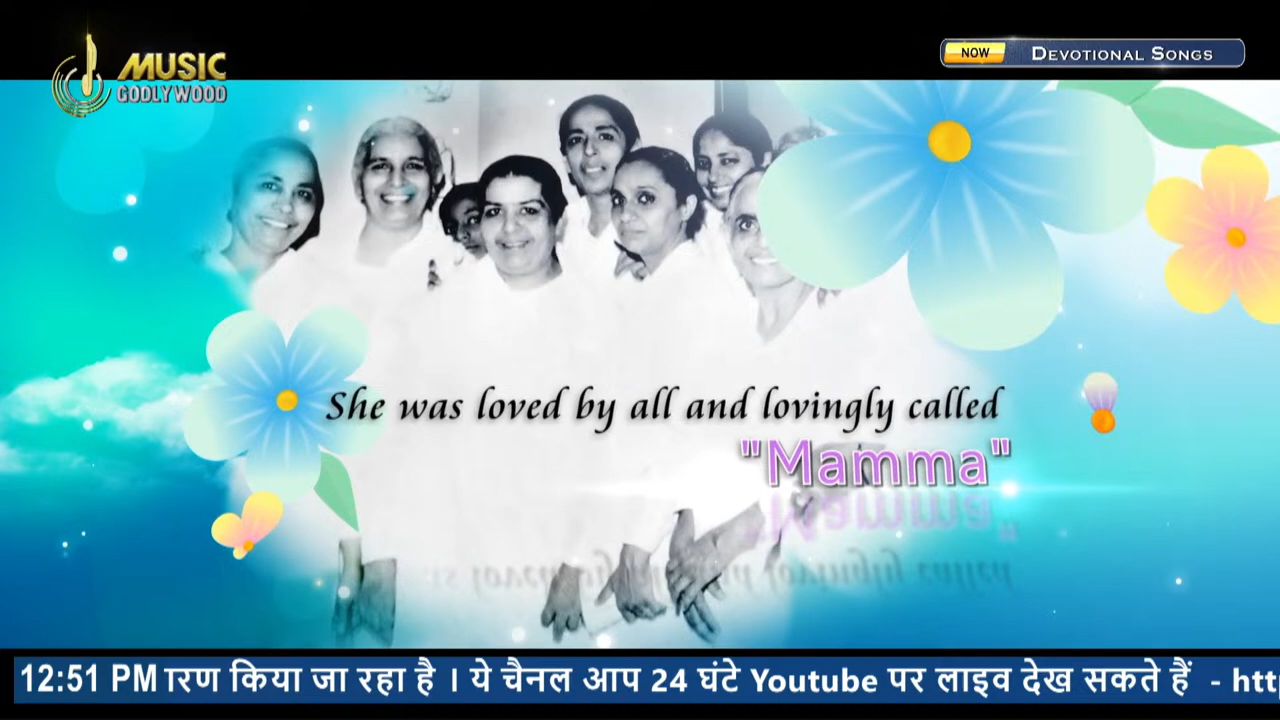 MUSIC
GODLYWOOD
NOW DEVOTIONAL SONGS
She was loved by all and lovingly called
"Mamma"
12:51 PM ारण किया जा रहा है । ये चैनल आप 24 घंटे Youtube पर लाइव देख सकते हैं - http